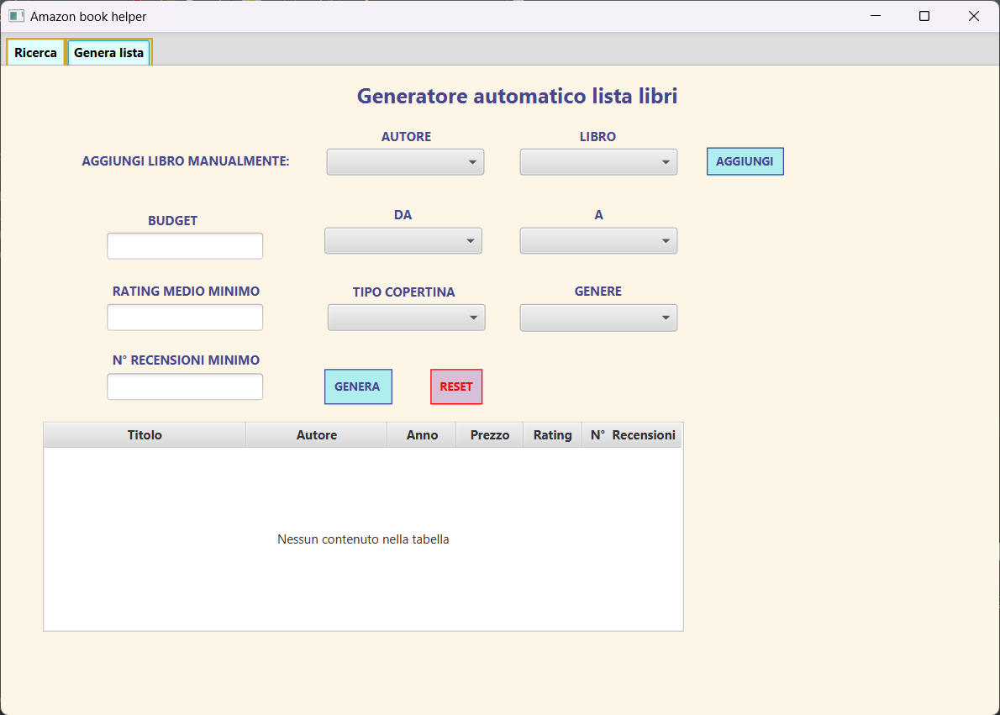 Amazon book helper
Ricerca Genera lista
Generatore automatico lista libri
AUTORE LIBRO
AGGIUNGI LIBRO MANUALMENTE: AGGIUNGI
BUDGET DA A
RATING MEDIO MINIMO TIPO COPERTINA GENERE
N° RECENSIONI MINIMO
GENERA RESET
Titolo Autore Anno Prezzo Rating N° Recensioni
Nessun contenuto nella tabella